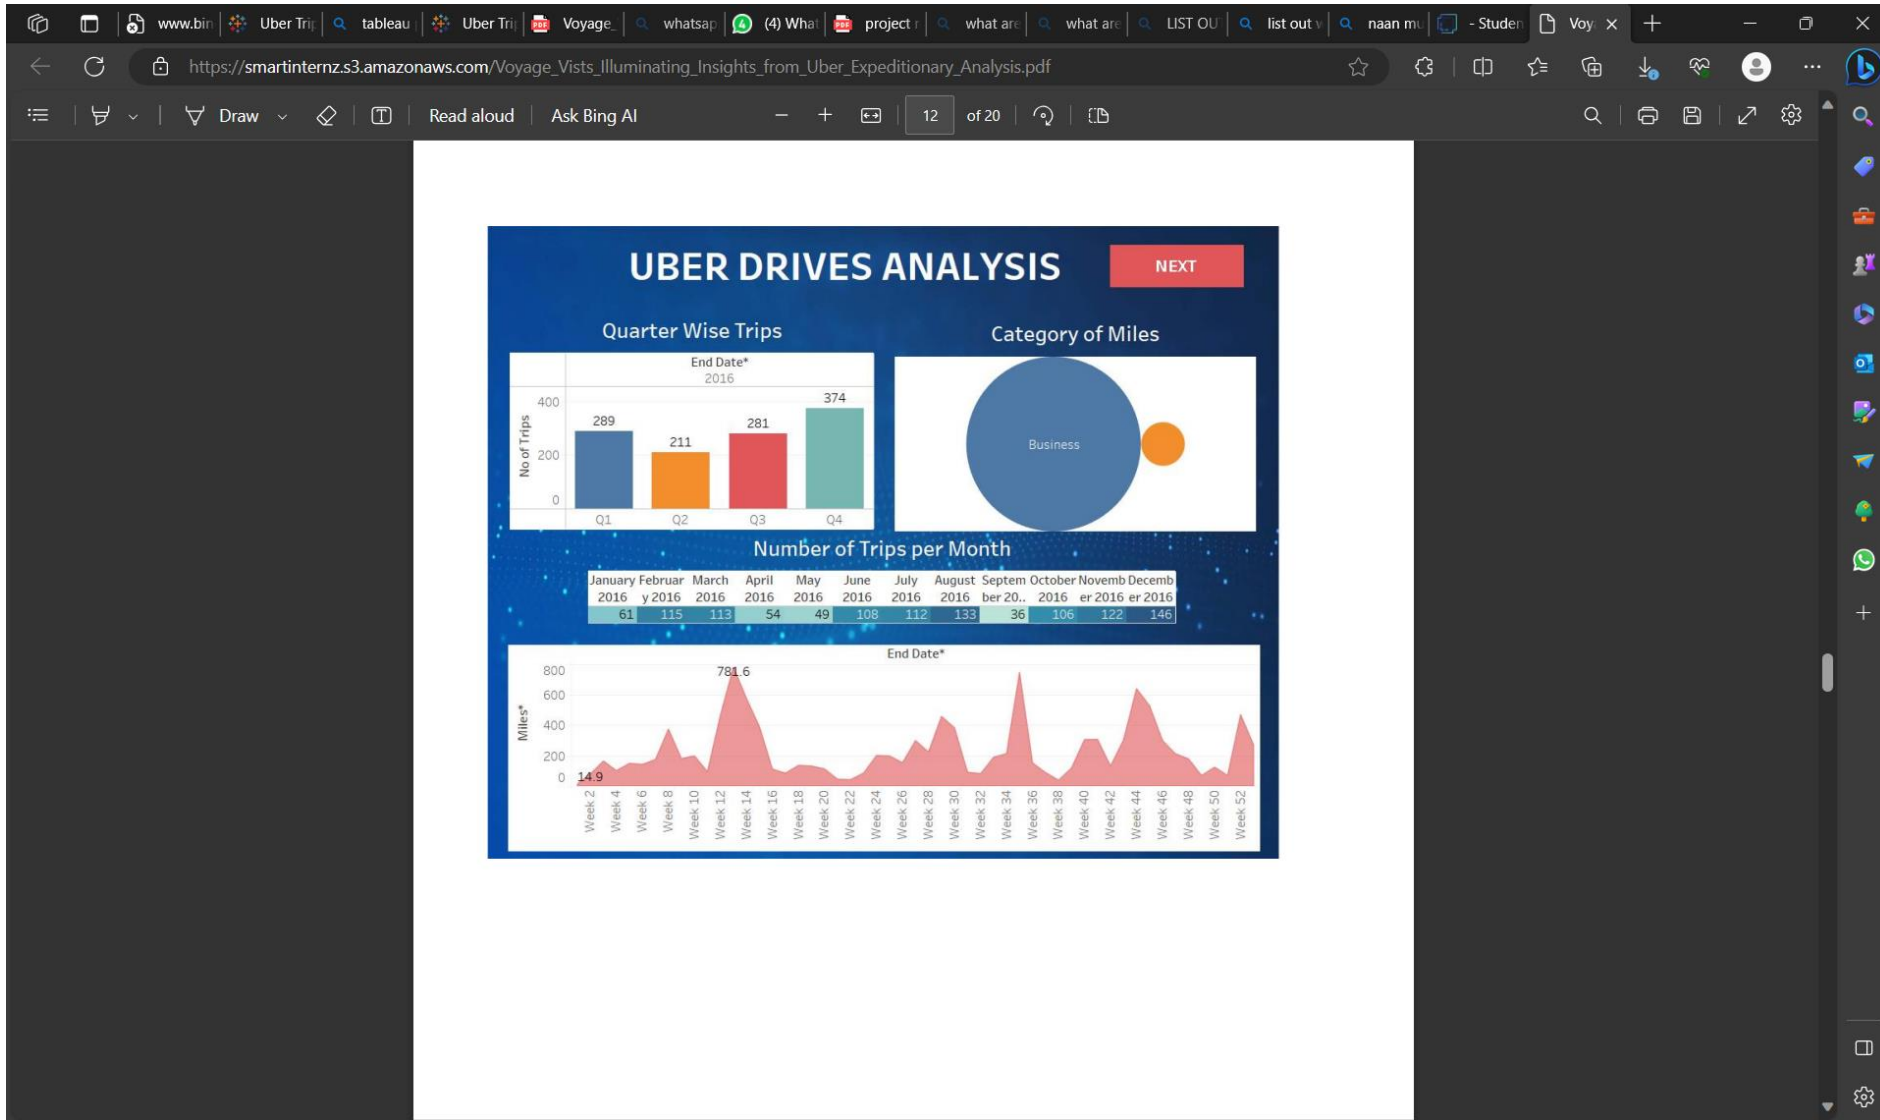 www.bin
Uber Trip
tableau
Uber Trip
Voyage_
whatsap
(4) What
project r
what are
what are
LIST OU
list out v
naan mu
- Studen
Voy
https://smartinternz.s3.amazonaws.com/Voyage_Vists_Illuminating_Insights_from_Uber_Expeditionary_Analysis.pdf
Draw
Read aloud
Ask Bing AI
12 of 20
UBER DRIVES ANALYSIS
NEXT
Quarter Wise Trips
End Date*
2016
No of Trips
400
200
0
289
211
281
374
Q1 Q2 Q3 Q4
Category of Miles
Business
Number of Trips per Month
January Februar March April May June July August Septem October Novemb Decemb
2016 y 2016 2016 2016 2016 2016 2016 2016 ber 20.. 2016 er 2016 er 2016
61 115 113 54 49 108 112 133 36 106 122 146
End Date*
Miles*
800
600
400
200
0
781.6
14.9
Week 2
Week 4
Week 6
Week 8
Week 10
Week 12
Week 14
Week 16
Week 18
Week 20
Week 22
Week 24
Week 26
Week 28
Week 30
Week 32
Week 34
Week 36
Week 38
Week 40
Week 42
Week 44
Week 46
Week 48
Week 50
Week 52